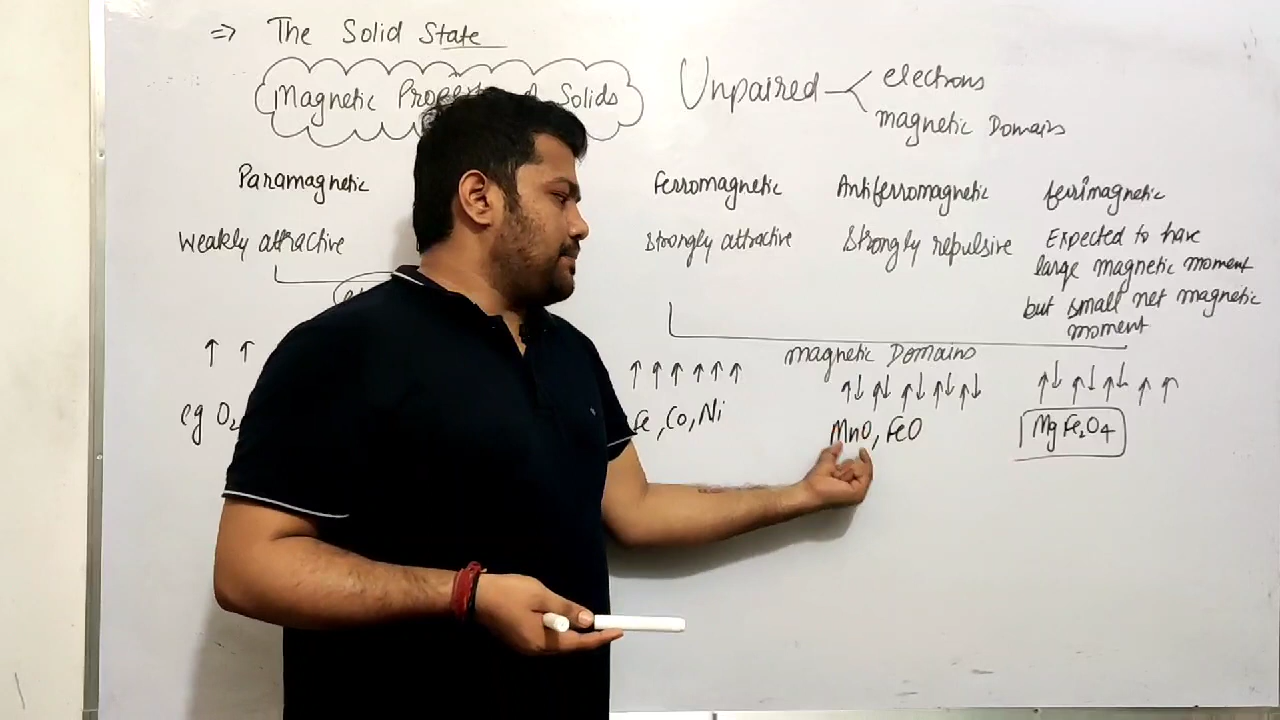 ⇒ The Solid State
Magnetic Prope Solids
Unpaired
electrons
magnetic Domains
Paramagnetic
Ferromagnetic
Antiferromagnetic
ferrimagnetic
Weakly attractive
Strongly attractive
Strongly repulsive
Expected to have
large magnetic moment
but small net magnetic
moment
magnetic Domains
↑ ↑
↑ ↑ ↑ ↑ ↑ ↑
↑↓ ↑↓ ↑↓ ↑↓ ↑↓
↑↓ ↑↓ ↑↓ ↑ ↑
eg O₂
Fe, Co, Ni
MnO, FeO
MgFe₂O₄